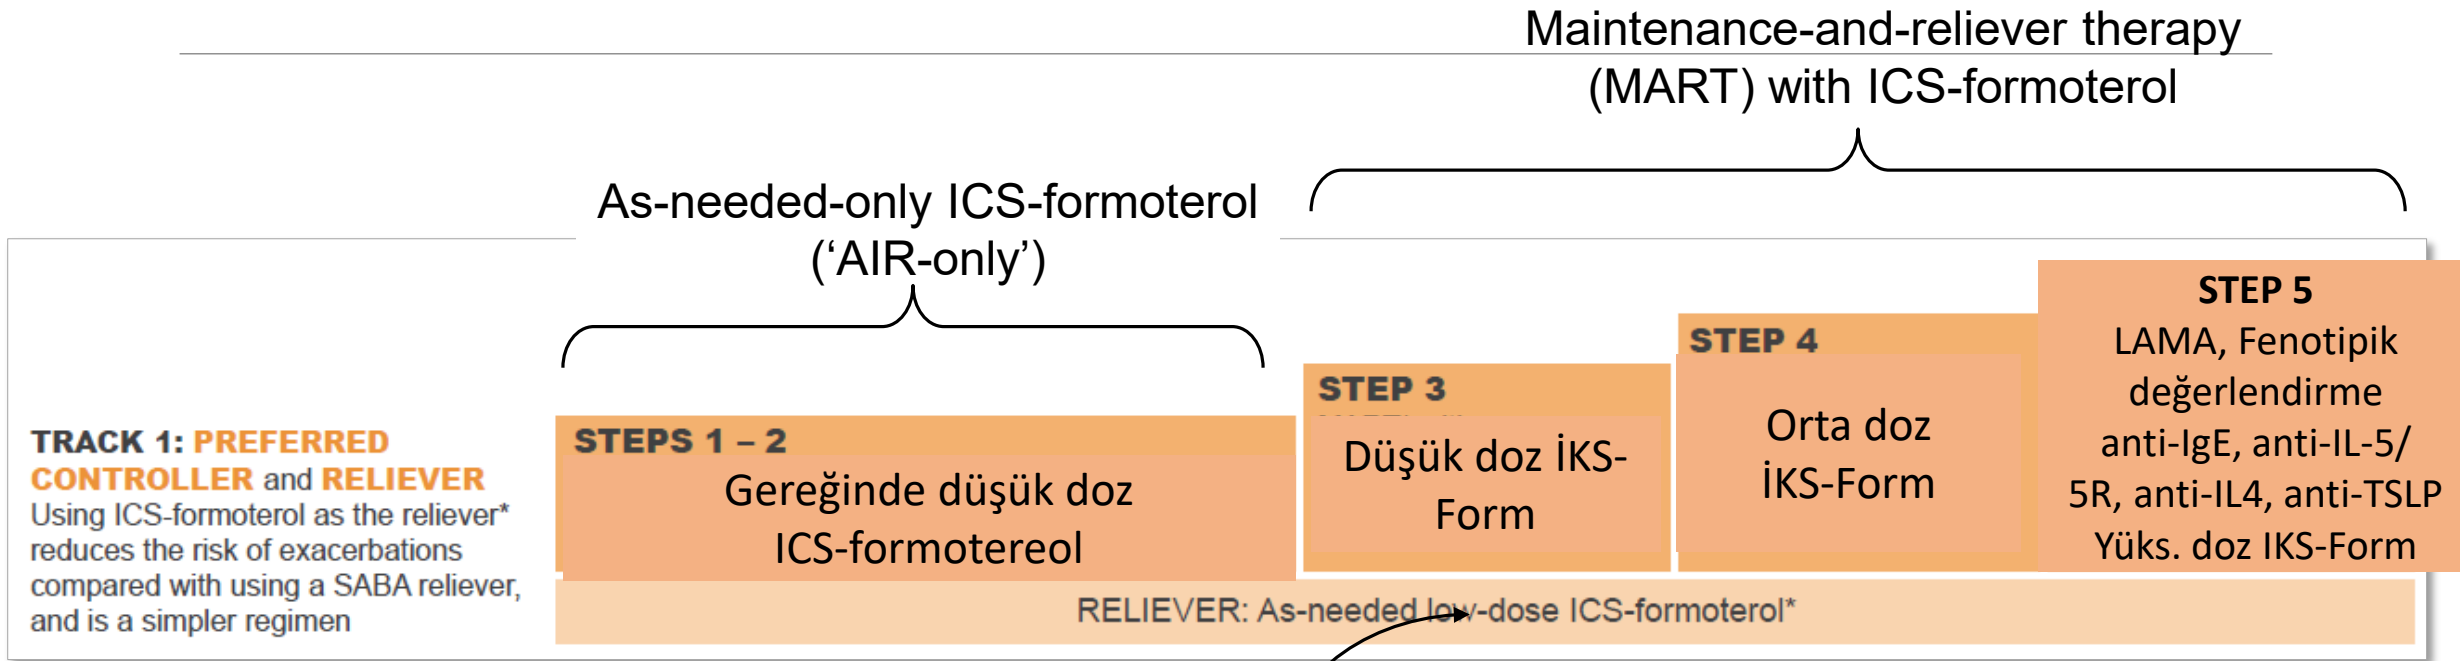 Maintenance-and-reliever therapy
(MART) with ICS-formoterol
As-needed-only ICS-formoterol
(‘AIR-only’)
TRACK 1: PREFERRED
CONTROLLER and RELIEVER
Using ICS-formoterol as the reliever*
reduces the risk of exacerbations
compared with using a SABA reliever,
and is a simpler regimen
STEPS 1 – 2
Gereğinde düşük doz
ICS-formotereol
STEP 3
Düşük doz İKS-
Form
STEP 4
Orta doz
İKS-Form
STEP 5
LAMA, Fenotipik
değerlendirme
anti-IgE, anti-IL-5/
5R, anti-IL4, anti-TSLP
Yüks. doz IKS-Form
RELIEVER: As-needed low-dose ICS-formoterol*